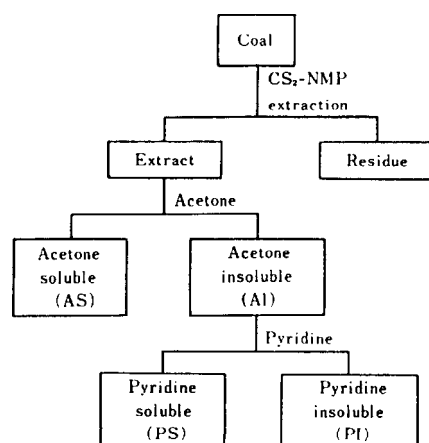 Coal
CS₂-NMP
extraction
Extract
Residue
Acetone
Acetone
soluble
(AS)
Acetone
insoluble
(AI)
Pyridine
Pyridine
soluble
(PS)
Pyridine
insoluble
(PI)